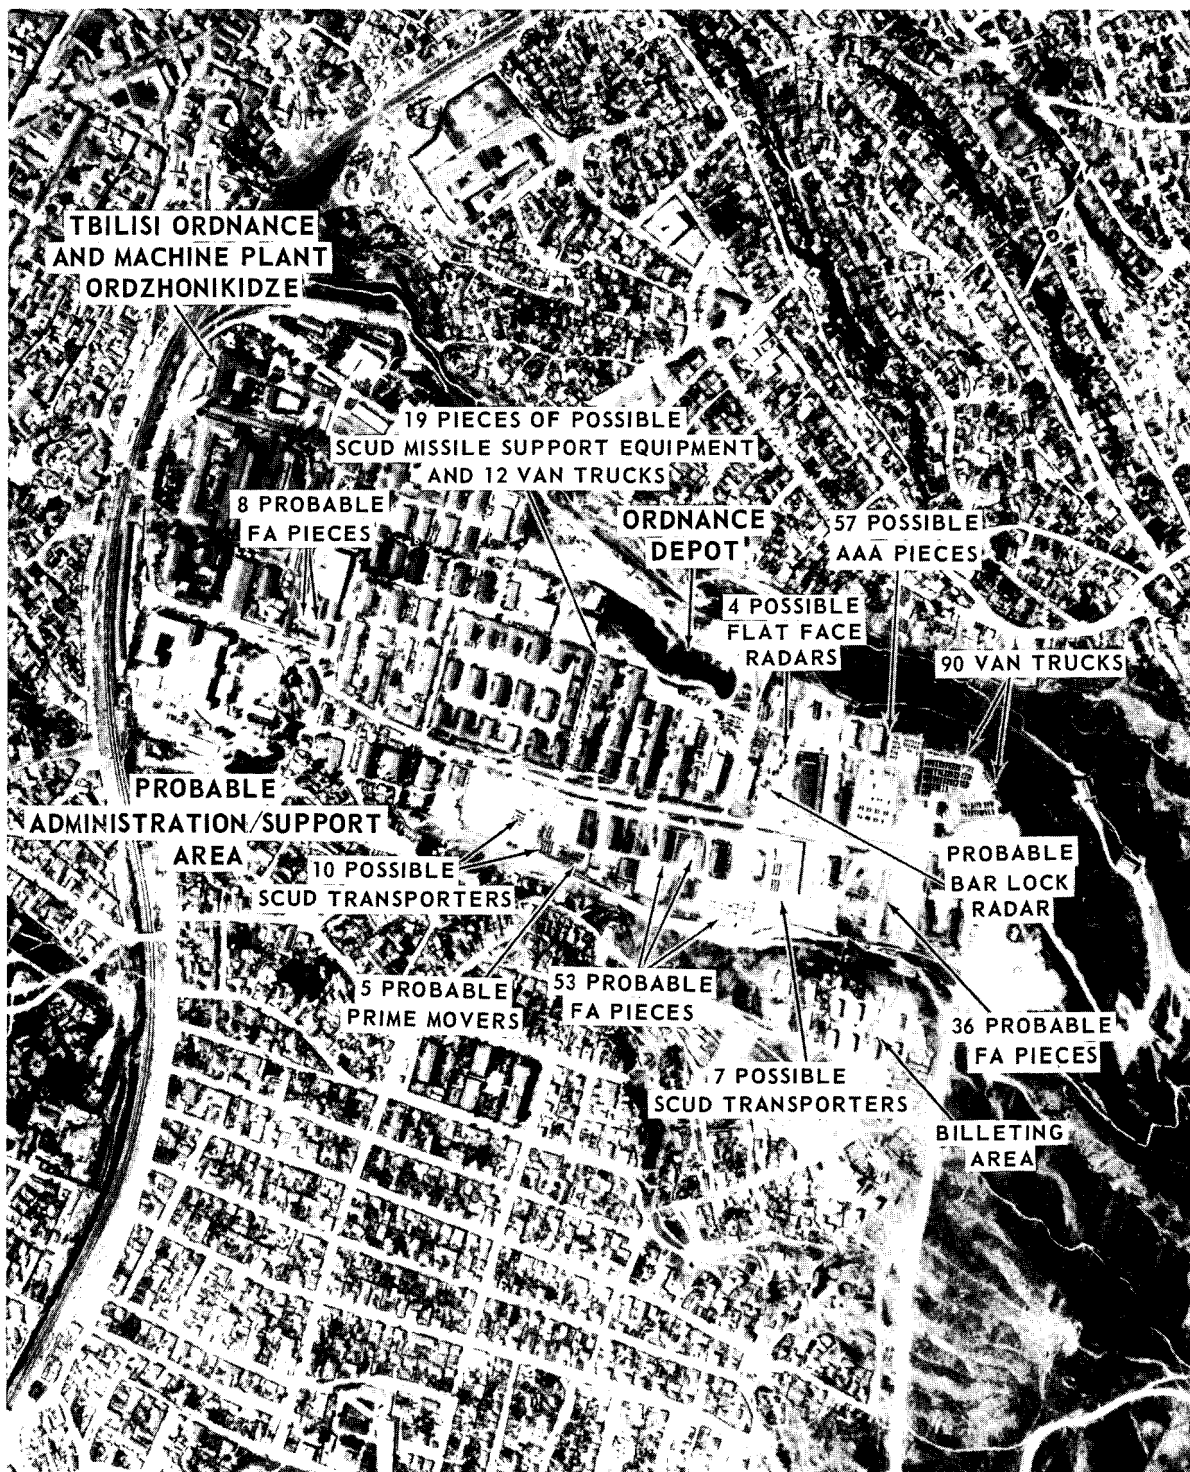 TBILISI ORDNANCE
AND MACHINE PLANT
ORDZHONIKIDZE
19 PIECES OF POSSIBLE
SCUD MISSILE SUPPORT EQUIPMENT
AND 12 VAN TRUCKS
8 PROBABLE
FA PIECES
ORDNANCE
DEPOT
57 POSSIBLE
AAA PIECES
4 POSSIBLE
FLAT FACE
RADARS
90 VAN TRUCKS
PROBABLE
ADMINISTRATION/SUPPORT
AREA
10 POSSIBLE
SCUD TRANSPORTERS
PROBABLE
BAR LOCK
RADAR
5 PROBABLE
PRIME MOVERS
53 PROBABLE
FA PIECES
36 PROBABLE
FA PIECES
7 POSSIBLE
SCUD TRANSPORTERS
BILLETING
AREA